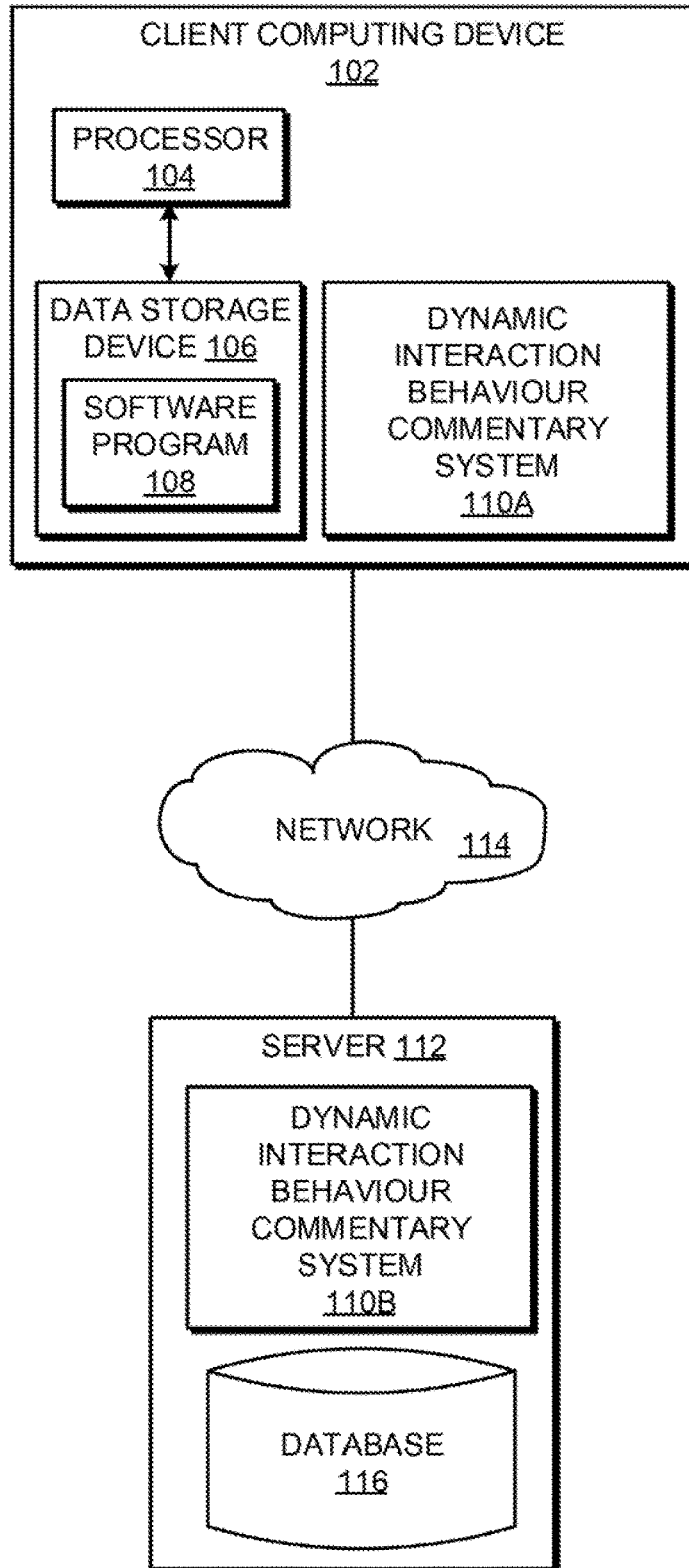 CLIENT COMPUTING DEVICE
102
PROCESSOR
104
DATA STORAGE
DEVICE 106
SOFTWARE
PROGRAM
108
DYNAMIC
INTERACTION
BEHAVIOUR
COMMENTARY
SYSTEM
110A
NETWORK 114
SERVER 112
DYNAMIC
INTERACTION
BEHAVIOUR
COMMENTARY
SYSTEM
110B
DATABASE
116